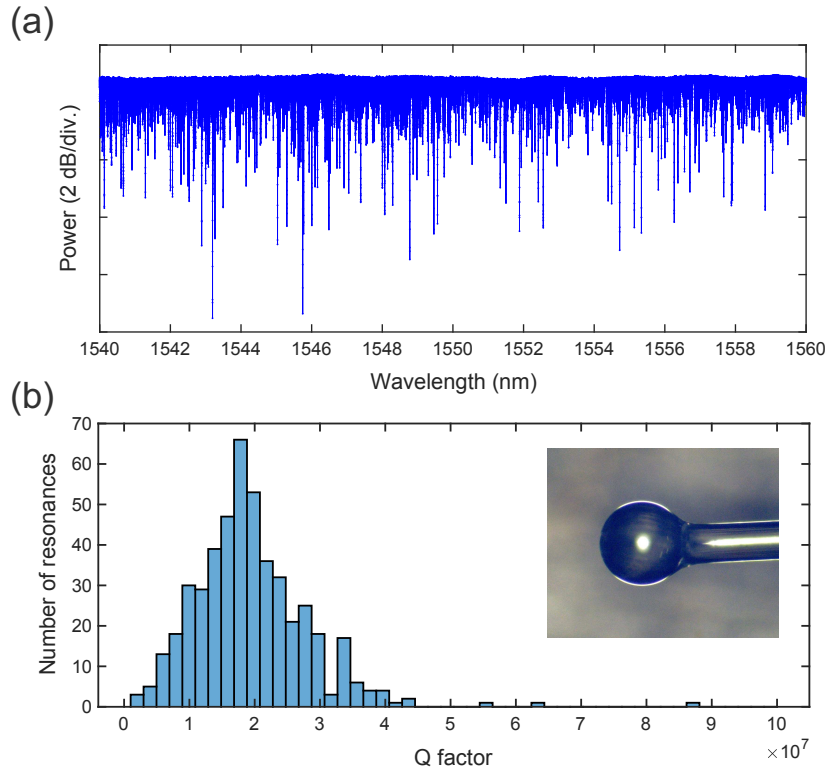 (a)
Power (2 dB/div.)
1540 1542 1544 1546 1548 1550 1552 1554 1556 1558 1560
Wavelength (nm)
(b)
Number of resonances
70
60
50
40
30
20
10
0
0 1 2 3 4 5 6 7 8 9 10
Q factor
×10⁷